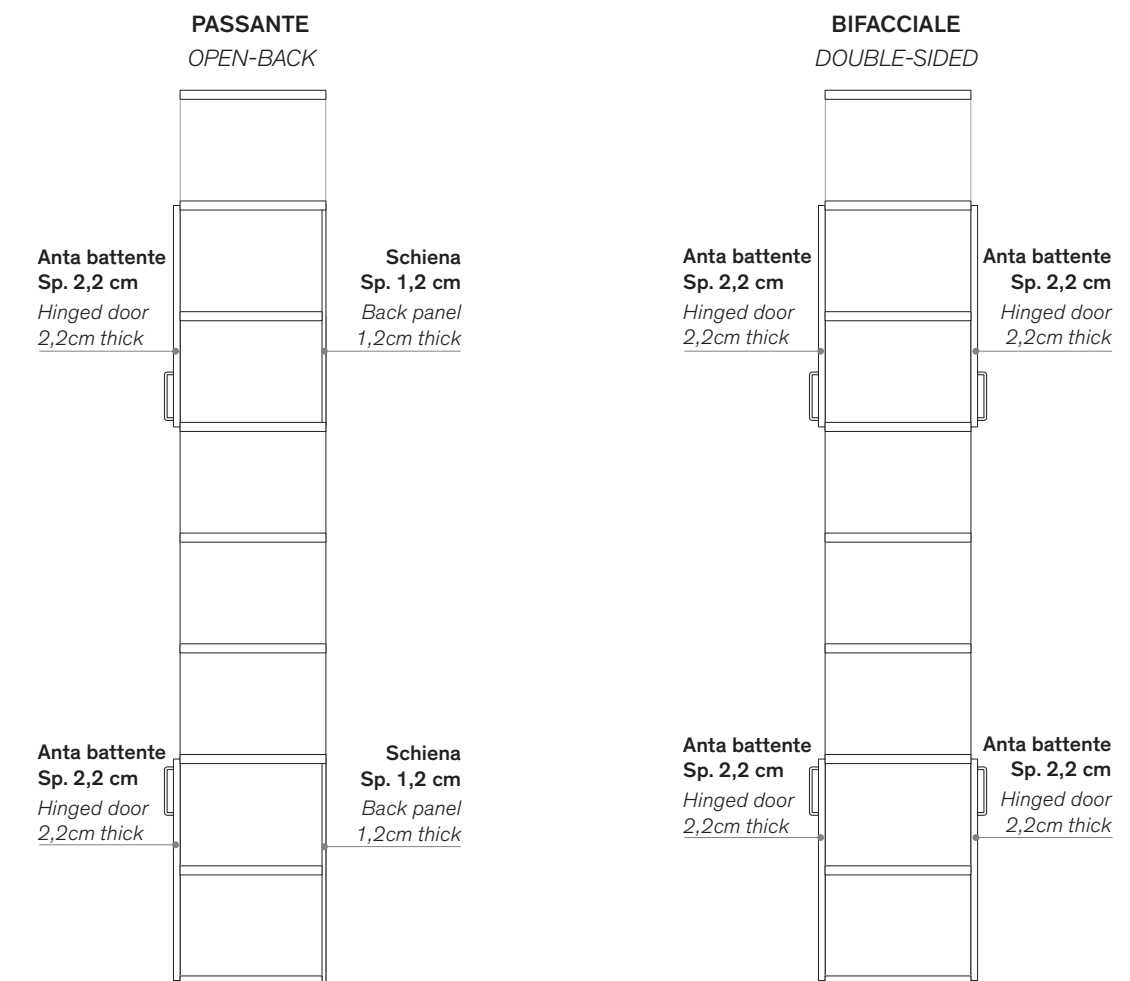 PASSANTE
OPEN-BACK
Anta battente
Sp. 2,2 cm
Hinged door
2,2cm thick
Schiena
Sp. 1,2 cm
Back panel
1,2cm thick
Anta battente
Sp. 2,2 cm
Hinged door
2,2cm thick
Schiena
Sp. 1,2 cm
Back panel
1,2cm thick
BIFACCIALE
DOUBLE-SIDED
Anta battente
Sp. 2,2 cm
Hinged door
2,2cm thick
Anta battente
Sp. 2,2 cm
Hinged door
2,2cm thick
Anta battente
Sp. 2,2 cm
Hinged door
2,2cm thick
Anta battente
Sp. 2,2 cm
Hinged door
2,2cm thick